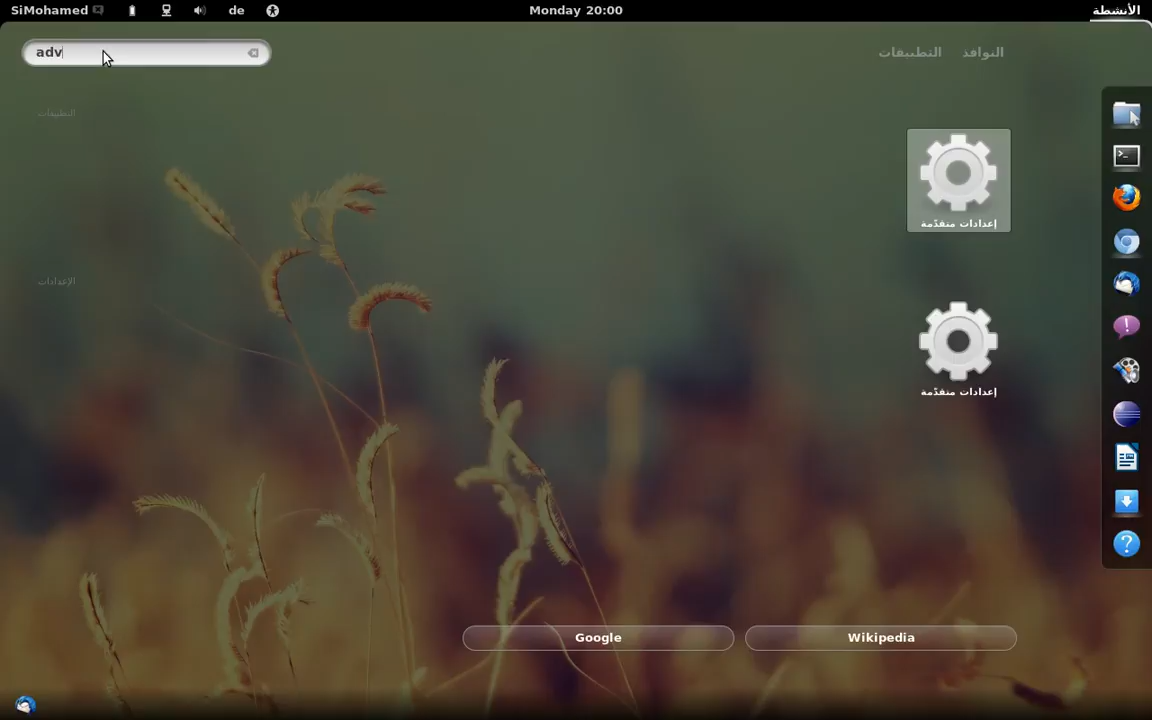 SiMohamed
de
Monday 20:00
الأنشطة
adv
النوافذ
التطبيقات
التطبيقات
إعدادات متقدّمة
الإعدادات
إعدادات متقدّمة
Google
Wikipedia